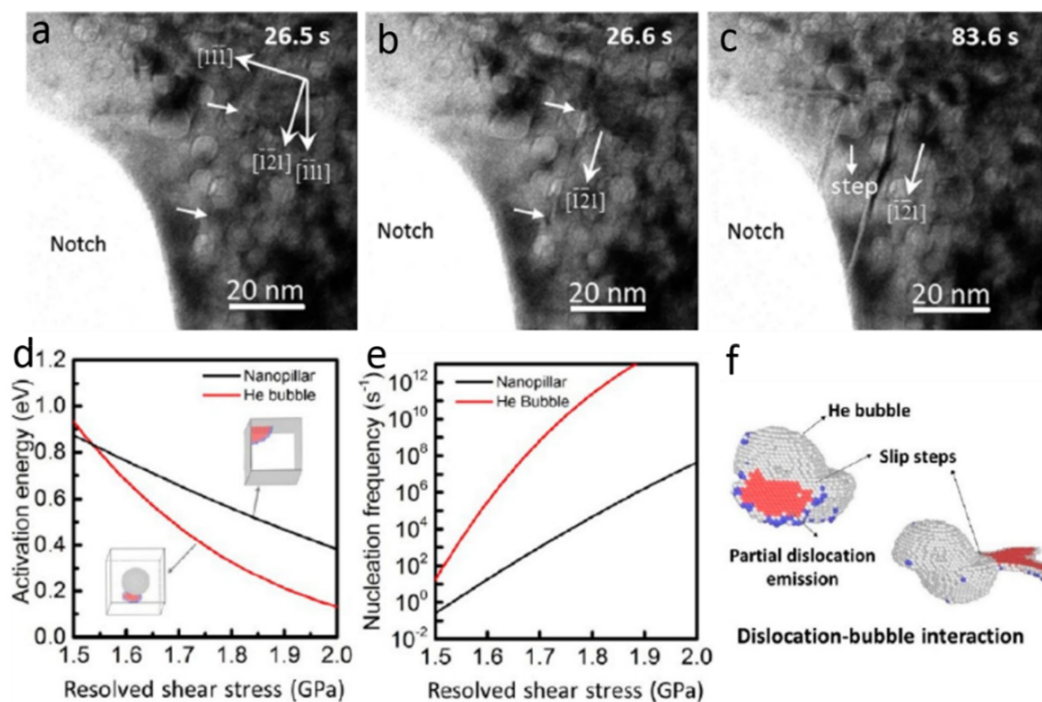 a
26.5 s
[11̄1̄]
[1̄2̄1]
[1̄1̄1]
Notch
20 nm
b
26.6 s
[1̄2̄1]
Notch
20 nm
c
83.6 s
step
[1̄2̄1]
Notch
20 nm
d
1.2
1.0
0.8
0.6
0.4
0.2
0.0
Activation energy (eV)
Nanopillar
He bubble
1.5 1.6 1.7 1.8 1.9 2.0
Resolved shear stress (GPa)
e
10¹²
10¹⁰
10⁸
10⁶
10⁴
10²
10⁰
10⁻²
Nucleation frequency (s⁻¹)
Nanopillar
He Bubble
1.5 1.6 1.7 1.8 1.9 2.0
Resolved shear stress (GPa)
f
He bubble
Slip steps
Partial dislocation
emission
Dislocation-bubble interaction